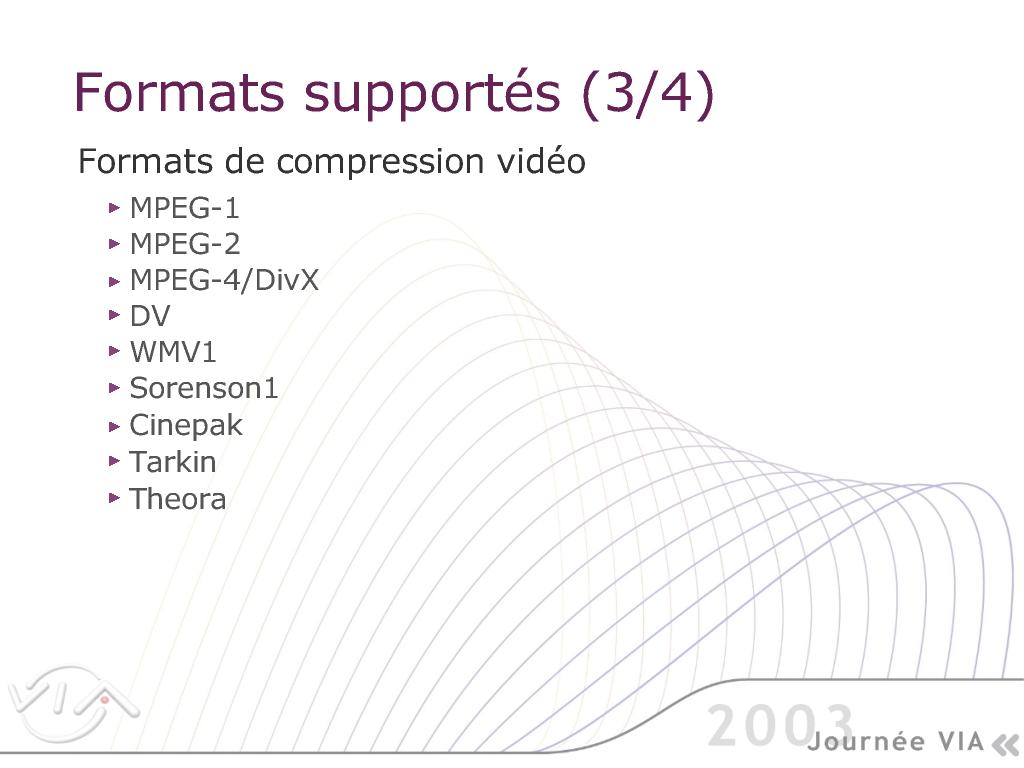 Formats supportés (3/4)
Formats de compression vidéo
MPEG-1
MPEG-2
MPEG-4/DivX
DV
WMV1
Sorenson1
Cinepak
Tarkin
Theora
VIA
2003
Journée VIA